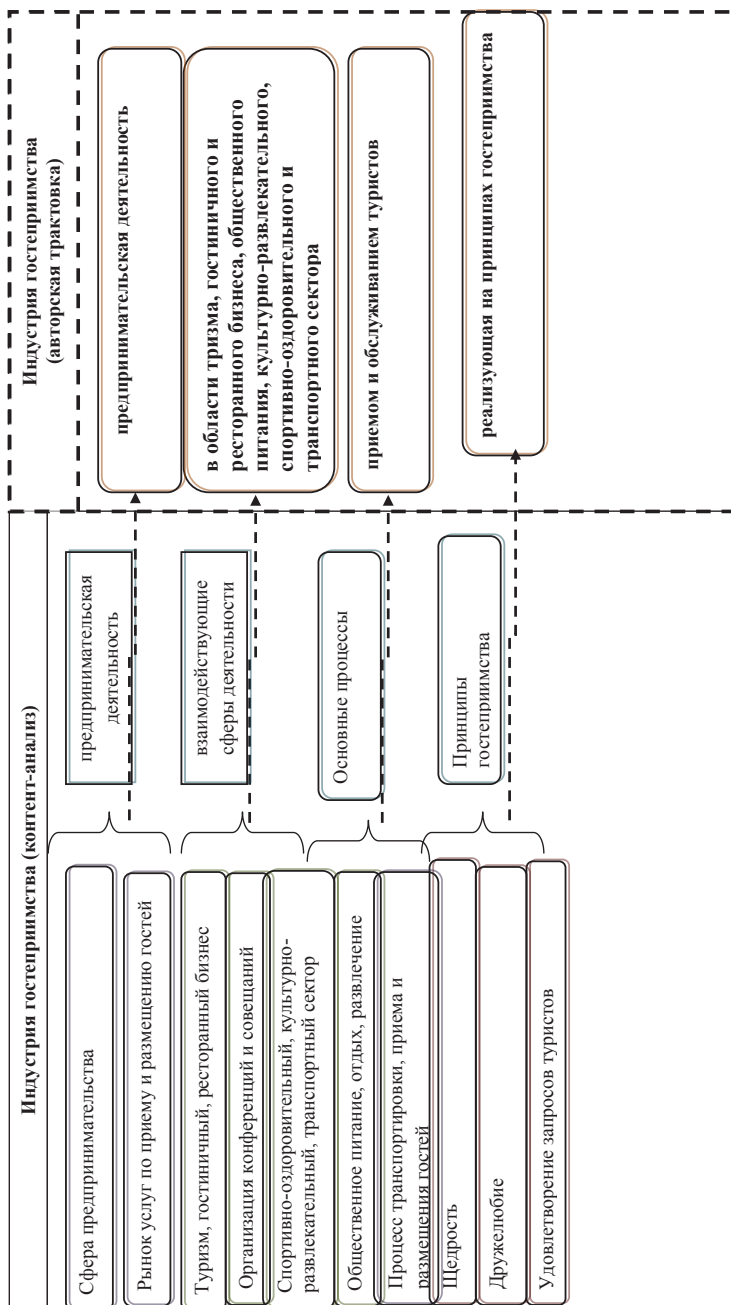 Индустрия гостеприимства (контент-анализ)
Сфера предпринимательства
Рынок услуг по приему и размещению гостей
Туризм, гостиничный, ресторанный бизнес
Организация конференций и совещаний
Спортивно-оздоровительный, культурно-
развлекательный, транспортный сектор
Общественное питание, отдых, развлечение
Процесс транспортировки, приема и
размещения гостей
Щедрость
Дружелюбие
Удовлетворение запросов туристов
предпринимательская
деятельность
взаимодействующие
сферы деятельности
Основные процессы
Принципы
гостеприимства
Индустрия гостеприимства
(авторская трактовка)
предпринимательская деятельность
в области тризма, гостиничного и
ресторанного бизнеса, общественного
питания, культурно-развлекательного,
спортивно-оздоровительного и
транспортного сектора
приемом и обслуживанием туристов
реализующая на принципах гостеприимства